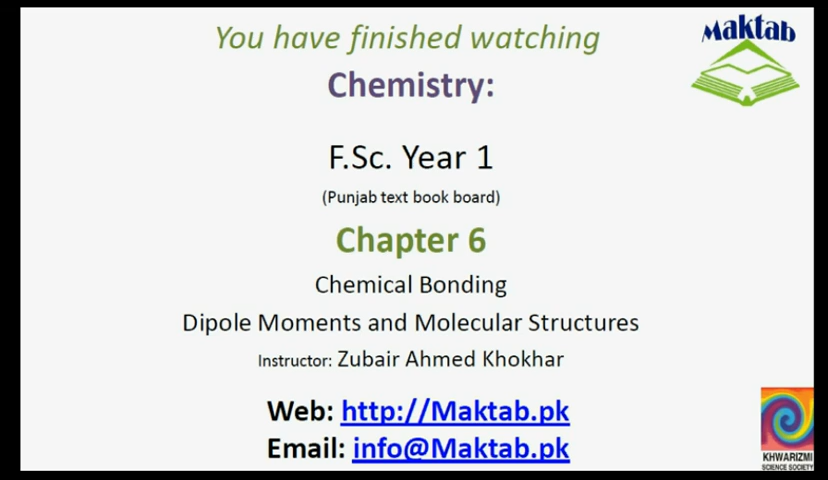 You have finished watching
Maktab
Chemistry:
F.Sc. Year 1
(Punjab text book board)
Chapter 6
Chemical Bonding
Dipole Moments and Molecular Structures
Instructor: Zubair Ahmed Khokhar
Web: http://Maktab.pk
Email: info@Maktab.pk
KHWARIZMI
SCIENCE SOCIETY